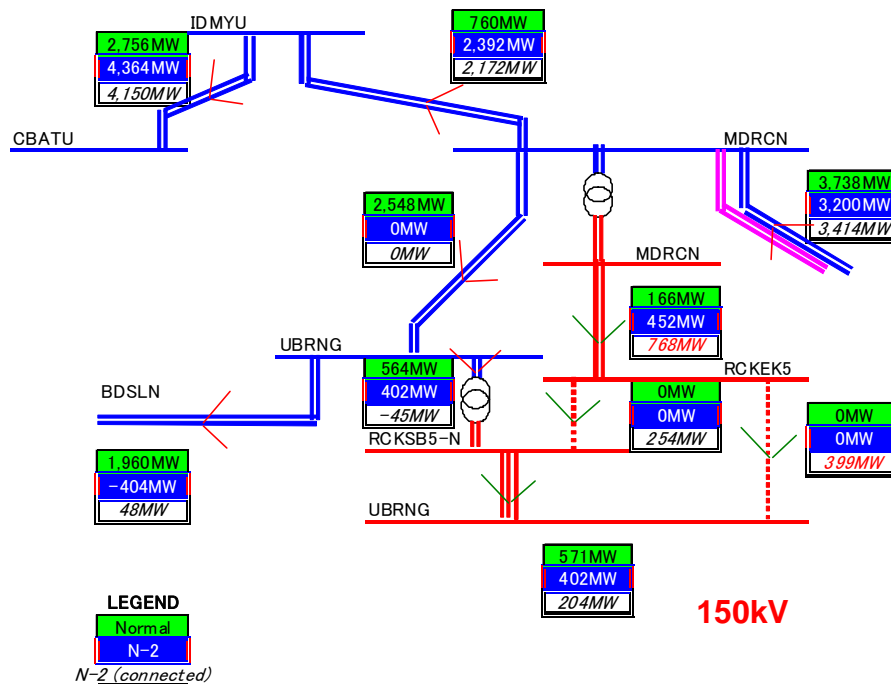 IDMYU
2,756MW
4,364MW
4,150MW
760MW
2,392MW
2,172MW
CBATU
MDRCN
2,548MW
0MW
0MW
3,738MW
3,200MW
3,414MW
MDRCN
166MW
452MW
768MW
UBRNG
564MW
402MW
-45MW
RCKEK5
BDSLN
0MW
0MW
254MW
0MW
0MW
399MW
RCKSB5-N
1,960MW
-404MW
48MW
UBRNG
571MW
402MW
204MW
150kV
LEGEND
Normal
N-2
N-2 (connected)